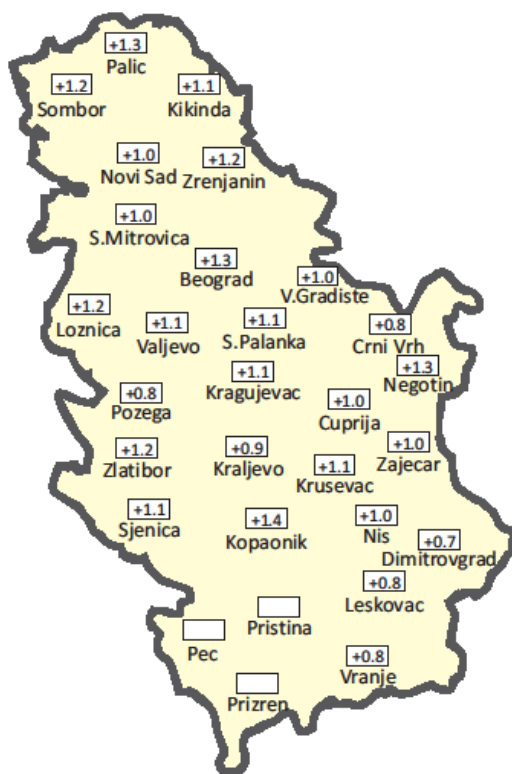 +1.3
Palic
+1.2
Sombor
+1.1
Kikinda
+1.0
Novi Sad
+1.2
Zrenjanin
+1.0
S.Mitrovica
+1.3
Beograd
+1.0
V.Gradiste
+1.2
Loznica
+1.1
Valjevo
+1.1
S.Palanka
+0.8
Crni Vrh
+1.3
Negotin
+1.1
Kragujevac
+0.8
Pozega
+1.0
Cuprija
+1.2
Zlatibor
+0.9
Kraljevo
+1.1
Krusevac
+1.0
Zajecar
+1.1
Sjenica
+1.4
Kopaonik
+1.0
Nis
+0.7
Dimitrovgrad
+0.8
Leskovac
Pristina
Pec
+0.8
Vranje
Prizren